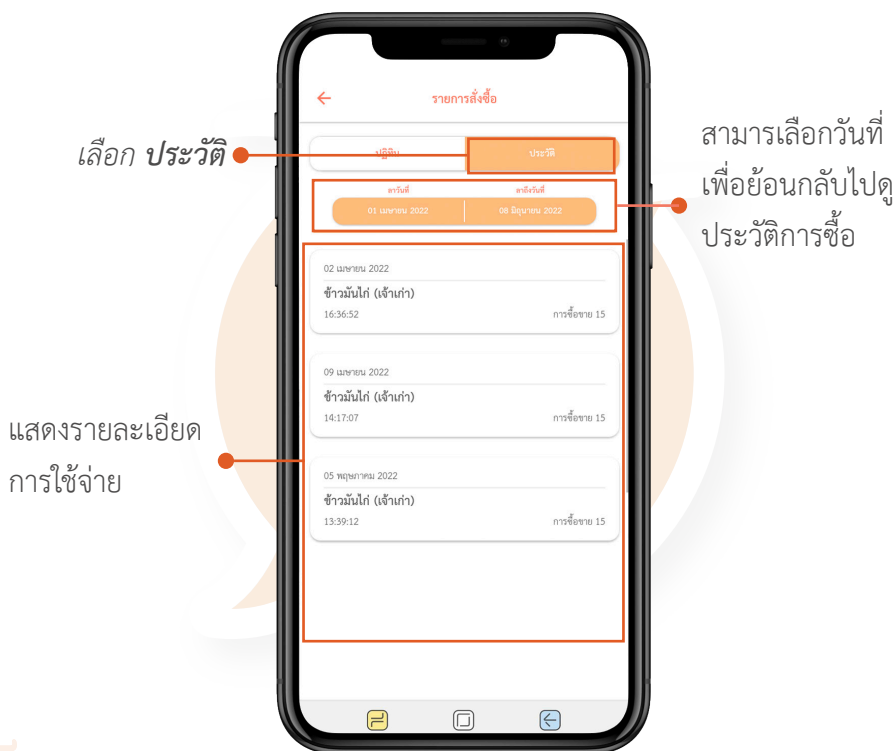 รายการสั่งซื้อ
เลือก ประวัติ
ปฏิทิน
ประวัติ
สามารเลือกวันที่
เพื่อย้อนกลับไปดู
ประวัติการซื้อ
ยาวันที่
ยาถึงวันที่
01 เมษายน 2022
08 มิถุนายน 2022
02 เมษายน 2022
ข้าวมันไก่ (เจ้าเก่า)
16:36:52
การซื้อขาย 15
09 เมษายน 2022
ข้าวมันไก่ (เจ้าเก่า)
14:17:07
การซื้อขาย 15
แสดงรายละเอียด
การใช้จ่าย
05 พฤษภาคม 2022
ข้าวมันไก่ (เจ้าเก่า)
13:39:12
การซื้อขาย 15